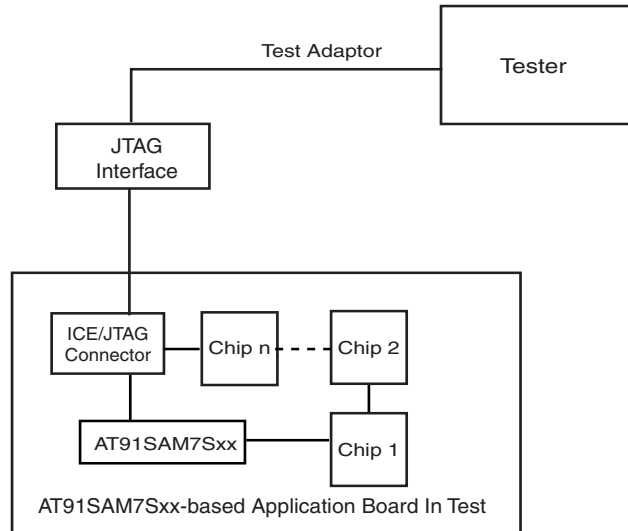 Test Adaptor
Tester
JTAG
Interface
ICE/JTAG
Connector
Chip n
Chip 2
AT91SAM7Sxx
Chip 1
AT91SAM7Sxx-based Application Board In Test